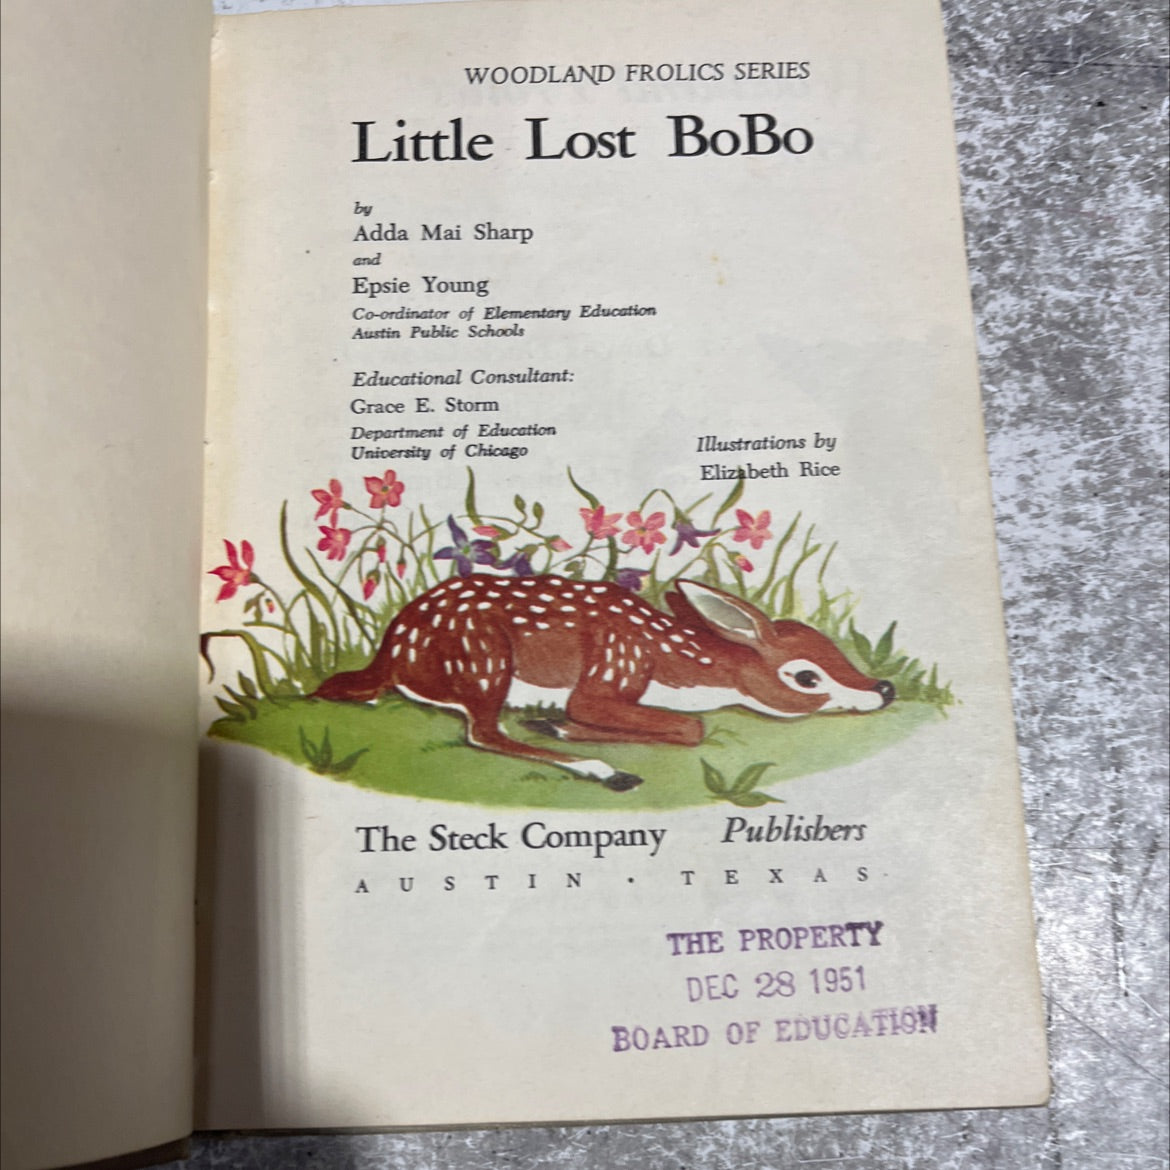 WOODLAND FROLICS SERIES
Little Lost BoBo
by
Adda Mai Sharp
and
Epsie Young
Co-ordinator of Elementary Education
Austin Public Schools
Educational Consultant:
Grace E. Storm
Department of Education
University of Chicago
Illustrations by
Elizabeth Rice
The Steck Company Publishers
AUSTIN · TEXAS
THE PROPERTY
DEC 28 1951
BOARD OF EDUCATION